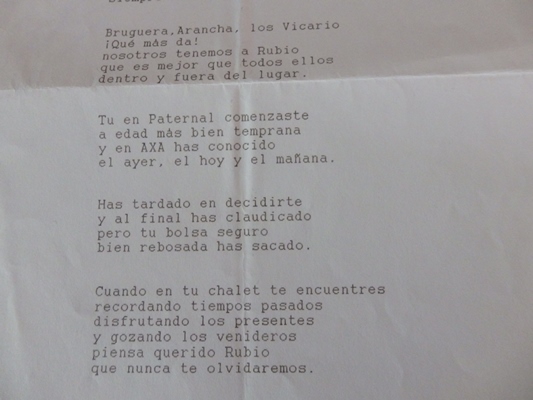 Bruguera,Arancha, los Vicario
¡Qué más da!
nosotros tenemos a Rubio
que es mejor que todos ellos
dentro y fuera del lugar.
Tu en Paternal comenzaste
a edad más bien temprana
y en AXA has conocido
el ayer, el hoy y el mañana.
Has tardado en decidirte
y al final has claudicado
pero tu bolsa seguro
bien rebosada has sacado.
Cuando en tu chalet te encuentres
recordando tiempos pasados
disfrutando los presentes
y gozando los venideros
piensa querido Rubio
que nunca te olvidaremos.